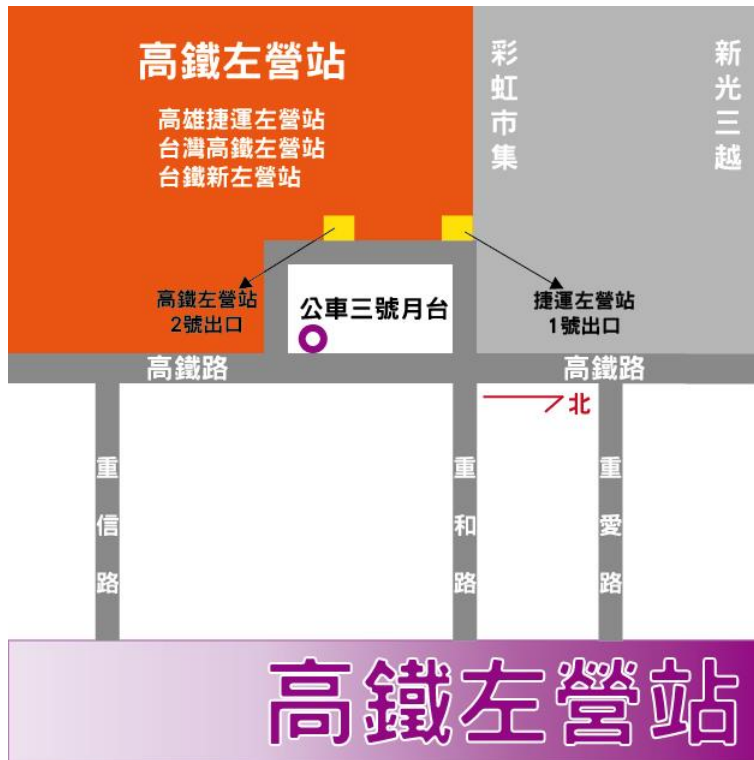 高鐵左營站
高雄捷運左營站
台灣高鐵左營站
台鐵新左營站
彩虹市集
新光三越
高鐵左營站
2號出口
公車三號月台
捷運左營站
1號出口
高鐵路
高鐵路
北
重信路
重和路
重愛路
高鐵左營站